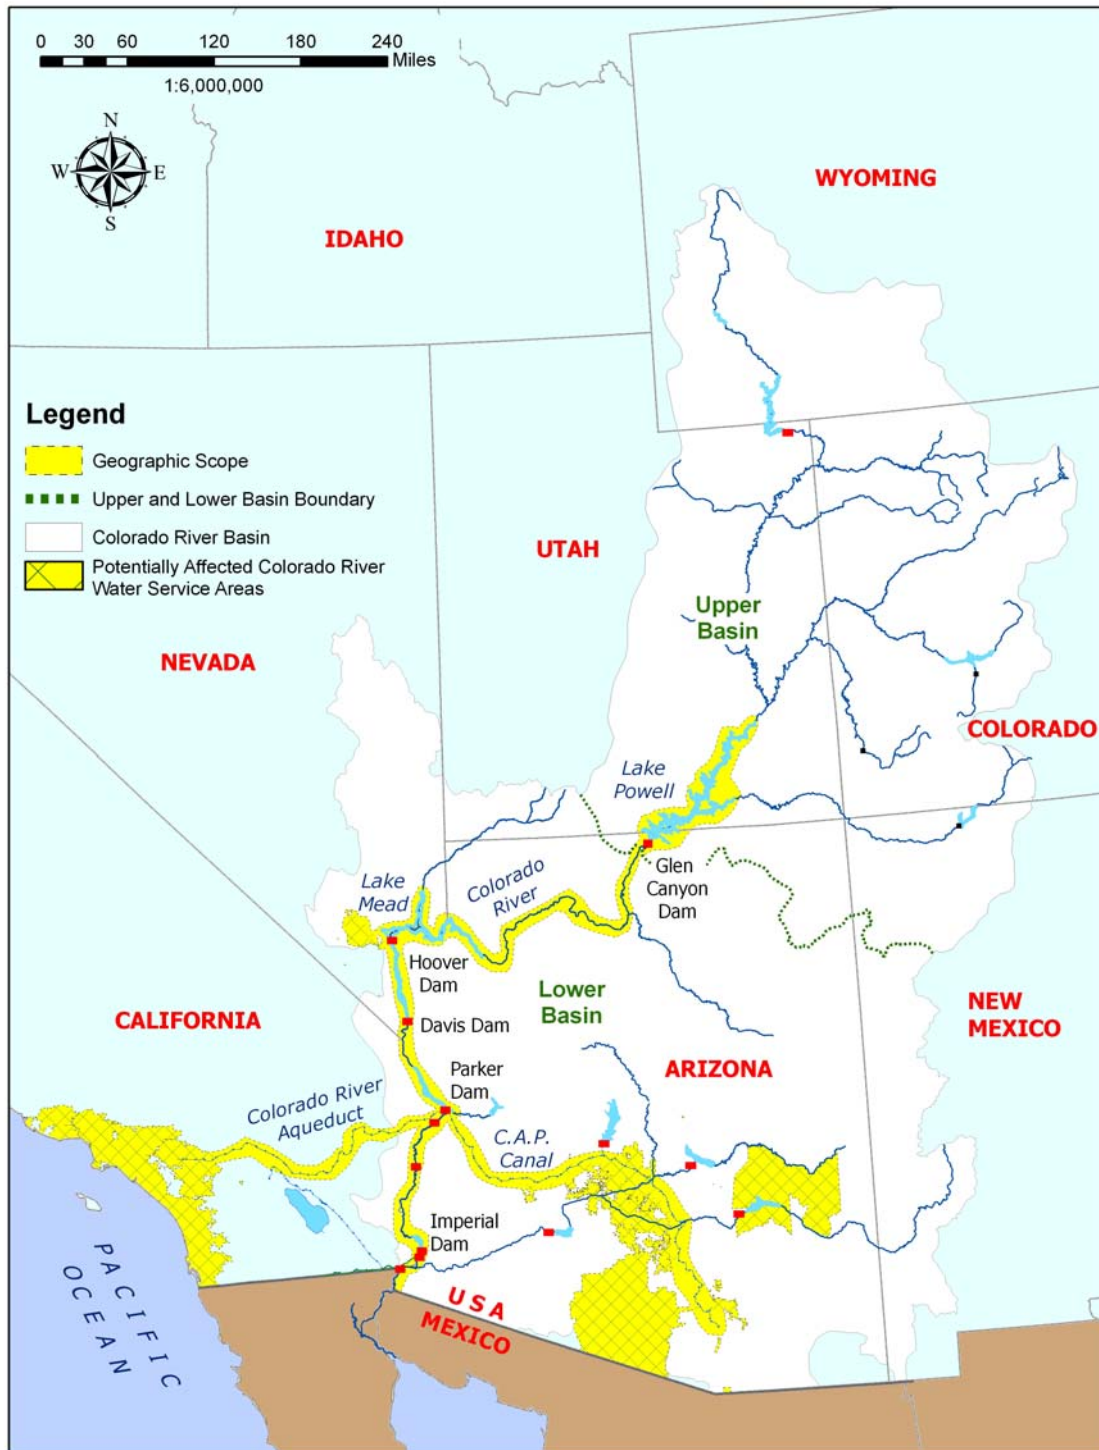 0 30 60 120 180 240
Miles
1:6,000,000
N
W E
S
WYOMING
IDAHO
Legend
Geographic Scope
Upper and Lower Basin Boundary
Colorado River Basin
Potentially Affected Colorado River
Water Service Areas
UTAH
Upper
Basin
NEVADA
COLORADO
Lake
Powell
Glen
Canyon
Dam
Lake
Mead
Colorado
River
Hoover
Dam
Lower
Basin
NEW
MEXICO
CALIFORNIA
Davis Dam
Parker
Dam
ARIZONA
Colorado River
Aqueduct
C.A.P.
Canal
Imperial
Dam
PACIFIC
OCEAN
USA
MEXICO